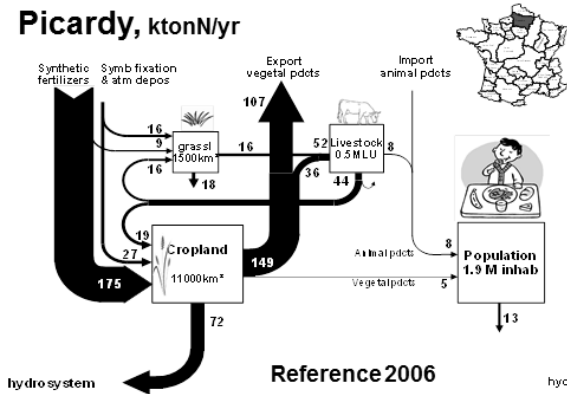 Picardy, ktonN/yr
Synthetic fertilizers
Symb fixation & atm depos
Export vegetal pdcts
Import animal pdcts
107
16
9
16
grassl
1500km²
18
16
52
36
44
Livestock
0.5MLU
8
19
27
175
Cropland
11000km²
149
Animal pdcts
8
Vegetal pdcts
5
Population
1.9 M inhab
13
72
hydrosystem
Reference 2006
hyd